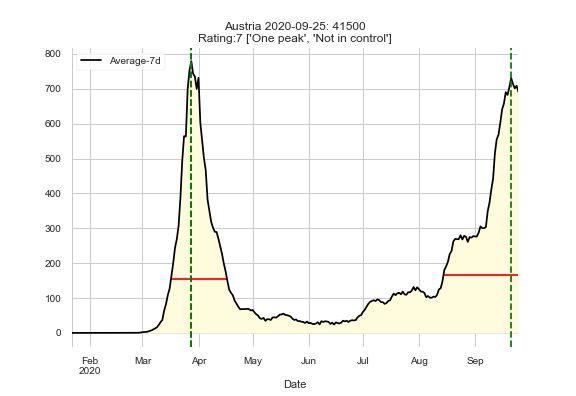 Austria 2020-09-25: 41500
Rating:7 ['One peak', 'Not in control']
Average-7d
800
700
600
500
400
300
200
100
0
Feb Mar Apr May Jun Jul Aug Sep
2020
Date